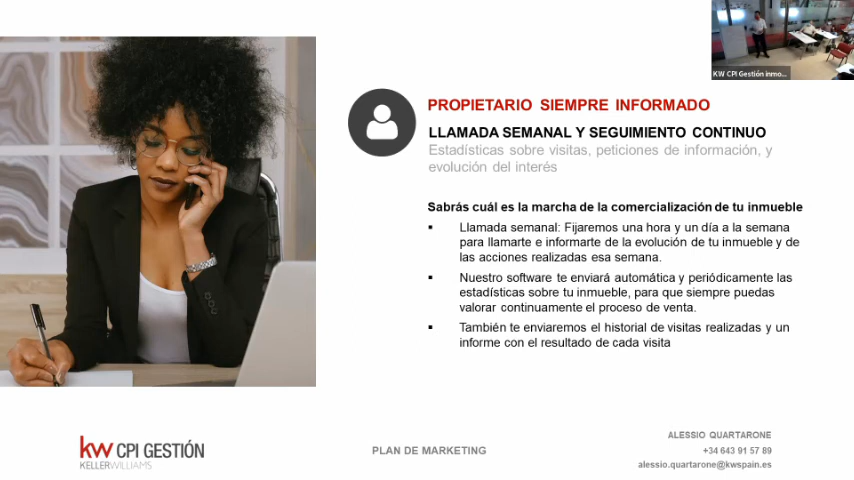 KW CPI Gestión inmo...
PROPIETARIO SIEMPRE INFORMADO
LLAMADA SEMANAL Y SEGUIMIENTO CONTINUO
Estadísticas sobre visitas, peticiones de información, y
evolución del interés
Sabrás cuál es la marcha de la comercialización de tu inmueble
▪ Llamada semanal: Fijaremos una hora y un día a la semana
para llamarte e informarte de la evolución de tu inmueble y de
las acciones realizadas esa semana.
▪ Nuestro software te enviará automática y periódicamente las
estadísticas sobre tu inmueble, para que siempre puedas
valorar continuamente el proceso de venta.
▪ También te enviaremos el historial de visitas realizadas y un
informe con el resultado de cada visita
kw CPI GESTIÓN
KELLERWILLIAMS
PLAN DE MARKETING
ALESSIO QUARTARONE
+34 643 91 57 89
alessio.quartarone@kwspain.es